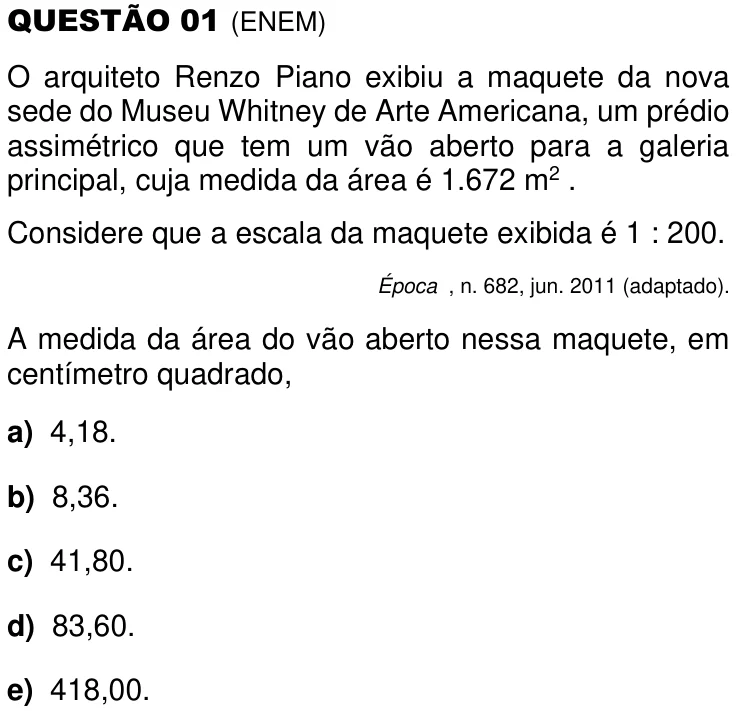 QUESTÃO 01 (ENEM)
O arquiteto Renzo Piano exibiu a maquete da nova
sede do Museu Whitney de Arte Americana, um prédio
assimétrico que tem um vão aberto para a galeria
principal, cuja medida da área é 1.672 m² .
Considere que a escala da maquete exibida é 1 : 200.
Época , n. 682, jun. 2011 (adaptado).
A medida da área do vão aberto nessa maquete, em
centímetro quadrado,
a) 4,18.
b) 8,36.
c) 41,80.
d) 83,60.
e) 418,00.